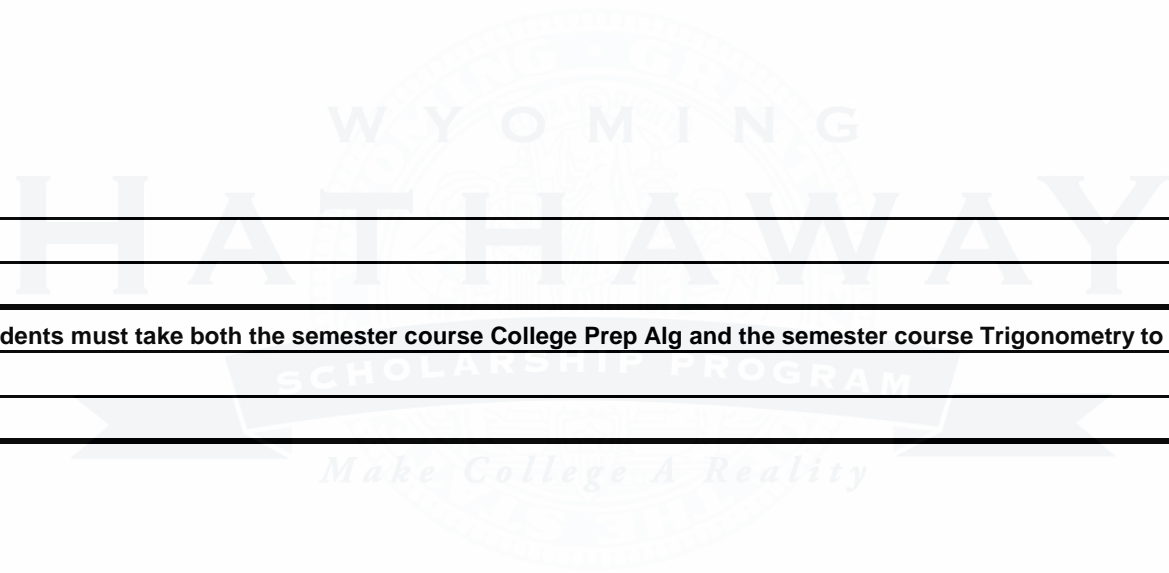 WYOMING
HATHAWAY
dents must take both the semester course College Prep Alg and the semester course Trigonometry to
SCHOLARSHIP PROGRAM
Make College A Reality